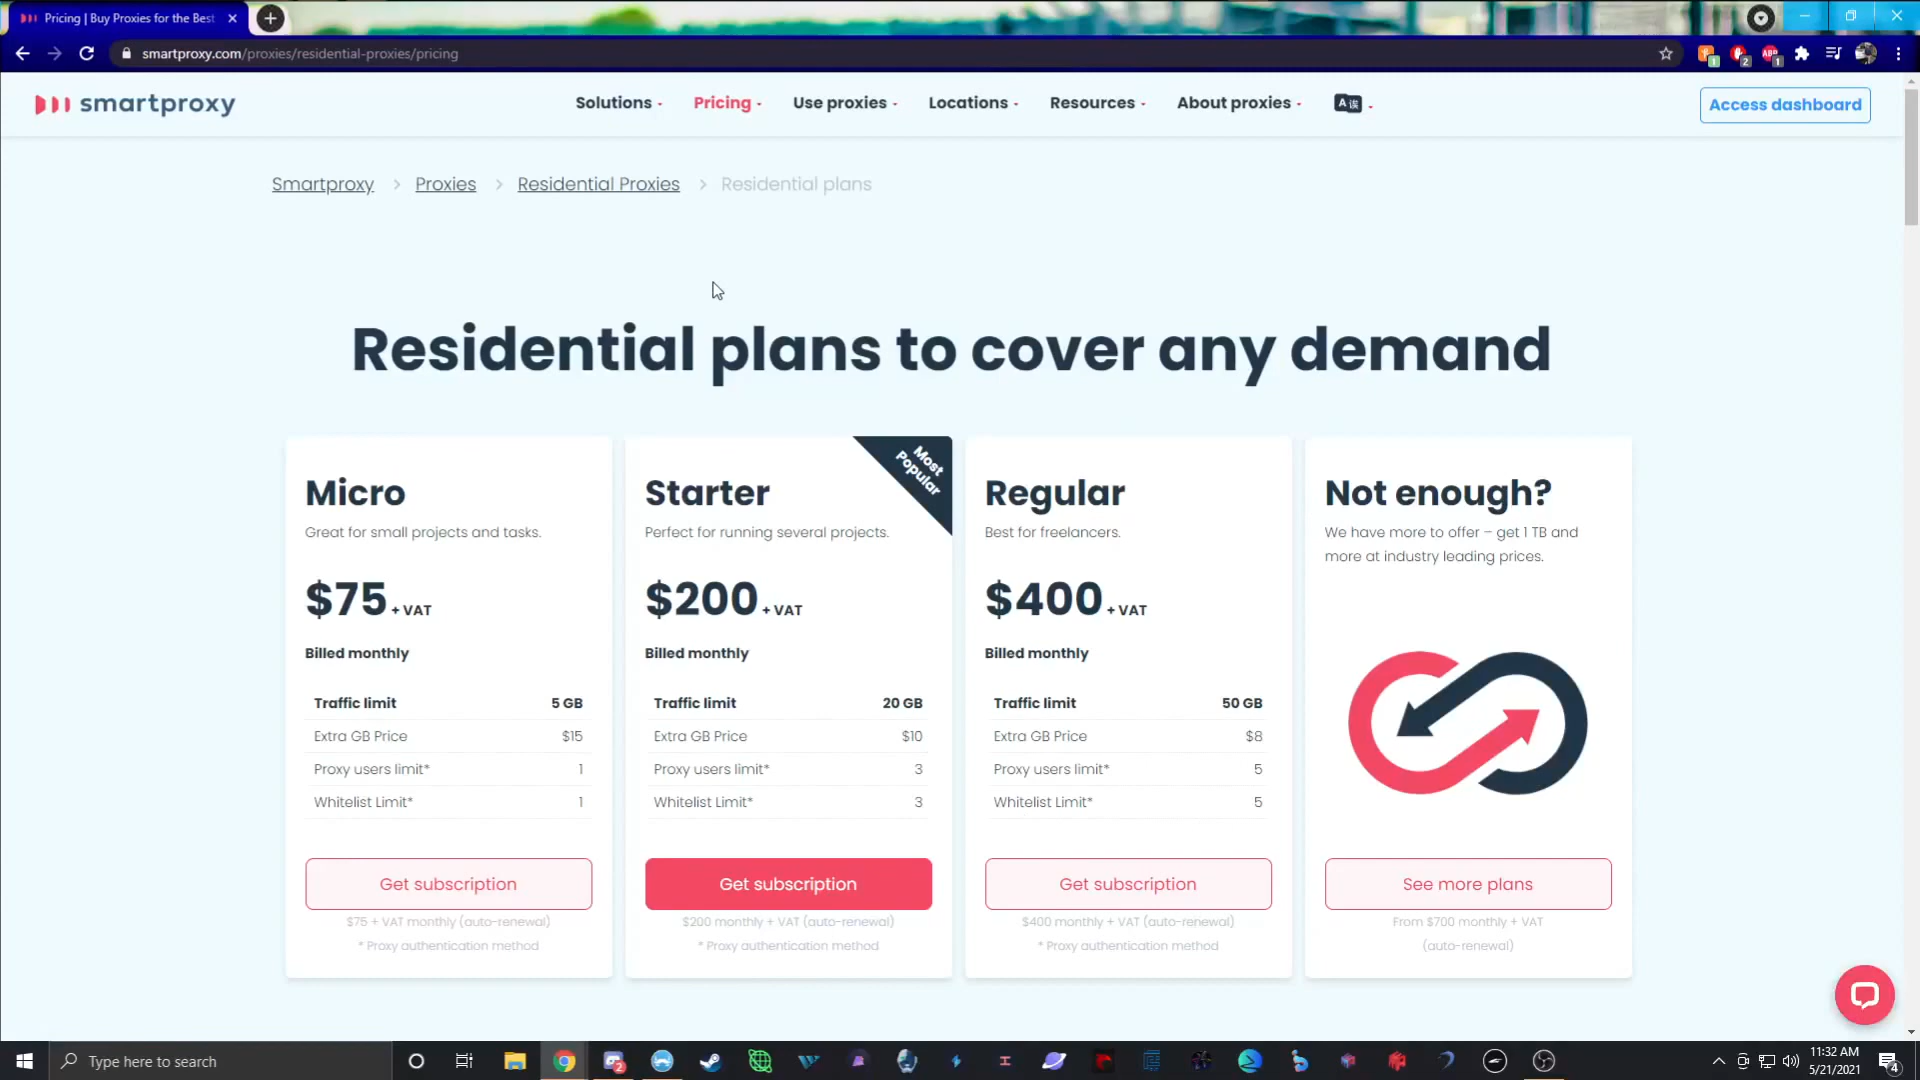 Pricing | Buy Proxies for the Best
smartproxy.com/proxies/residential-proxies/pricing
1
2
ABP
1
smartproxy
Solutions
Pricing
Use proxies
Locations
Resources
About proxies
Access dashboard
Smartproxy > Proxies > Residential Proxies > Residential plans
Residential plans to cover any demand
Micro
Great for small projects and tasks.
$75 + VAT
Billed monthly
Traffic limit 5 GB
Extra GB Price $15
Proxy users limit* 1
Whitelist Limit* 1
Get subscription
$75 + VAT monthly (auto-renewal)
* Proxy authentication method
Most
Popular
Starter
Perfect for running several projects.
$200 + VAT
Billed monthly
Traffic limit 20 GB
Extra GB Price $10
Proxy users limit* 3
Whitelist Limit* 3
Get subscription
$200 monthly + VAT (auto-renewal)
* Proxy authentication method
Regular
Best for freelancers.
$400 + VAT
Billed monthly
Traffic limit 50 GB
Extra GB Price $8
Proxy users limit* 5
Whitelist Limit* 5
Get subscription
$400 monthly + VAT (auto-renewal)
* Proxy authentication method
Not enough?
We have more to offer – get 1 TB and
more at industry leading prices.
See more plans
From $700 monthly + VAT
(auto-renewal)
Type here to search
2
11:32 AM
5/21/2021
4